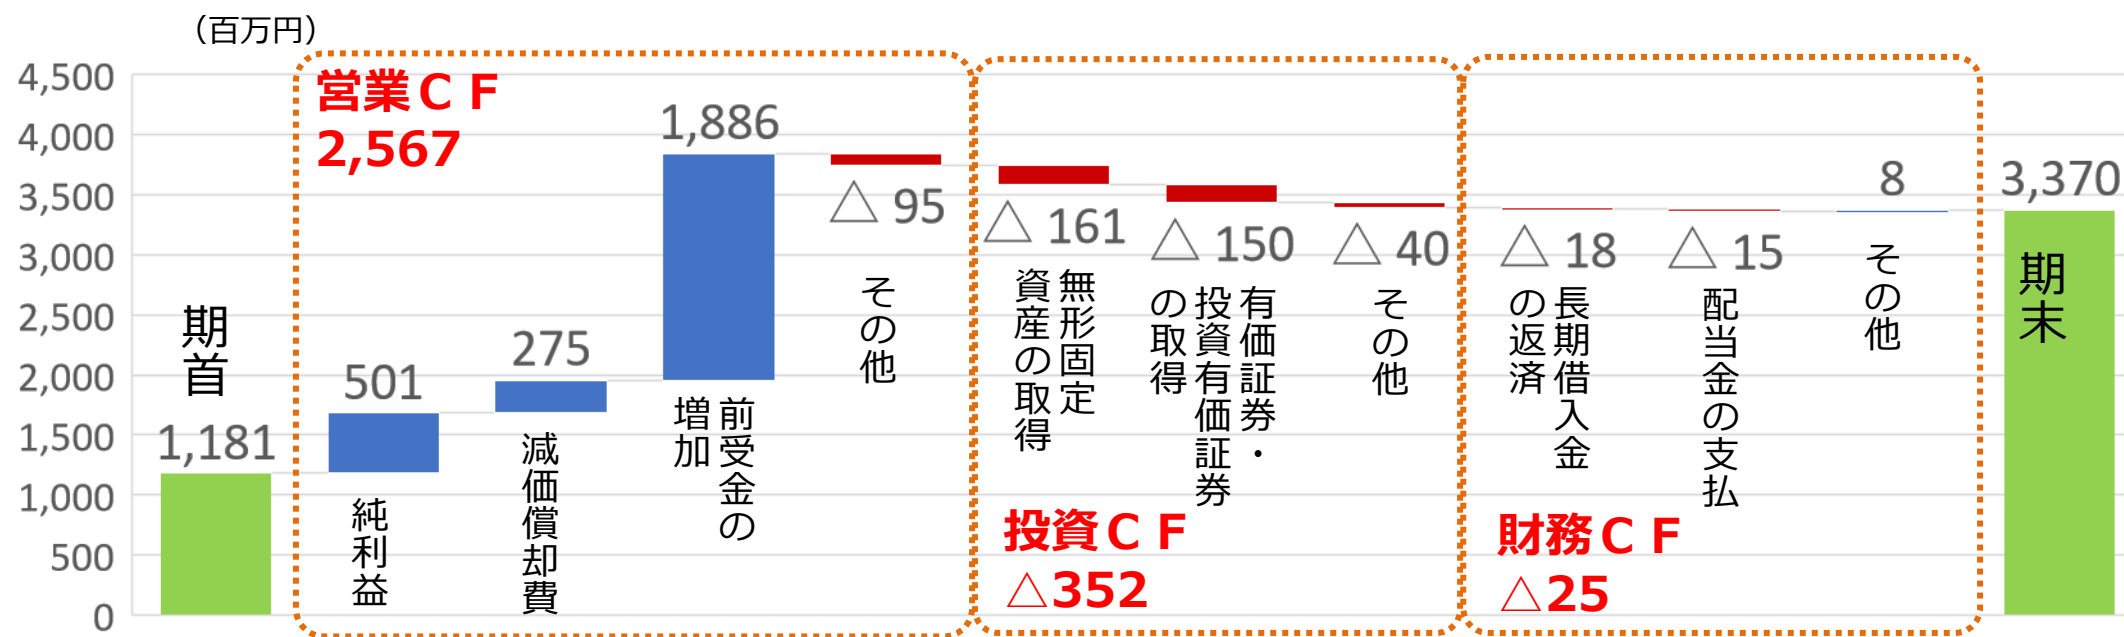 （百万円）
4,500
4,000
3,500
3,000
2,500
2,000
1,500
1,000
500
0
営業ＣＦ
2,567
期首
1,181
501
純利益
275
減価償却費
1,886
前受金の
増加
△ 95
その他
△ 161
無形固定
資産の取得
△ 150
有価証券・
投資有価証券
の取得
△ 40
その他
投資ＣＦ
△352
△ 18
長期借入金
の返済
△ 15
配当金の支払
8
その他
財務ＣＦ
△25
3,370
期末